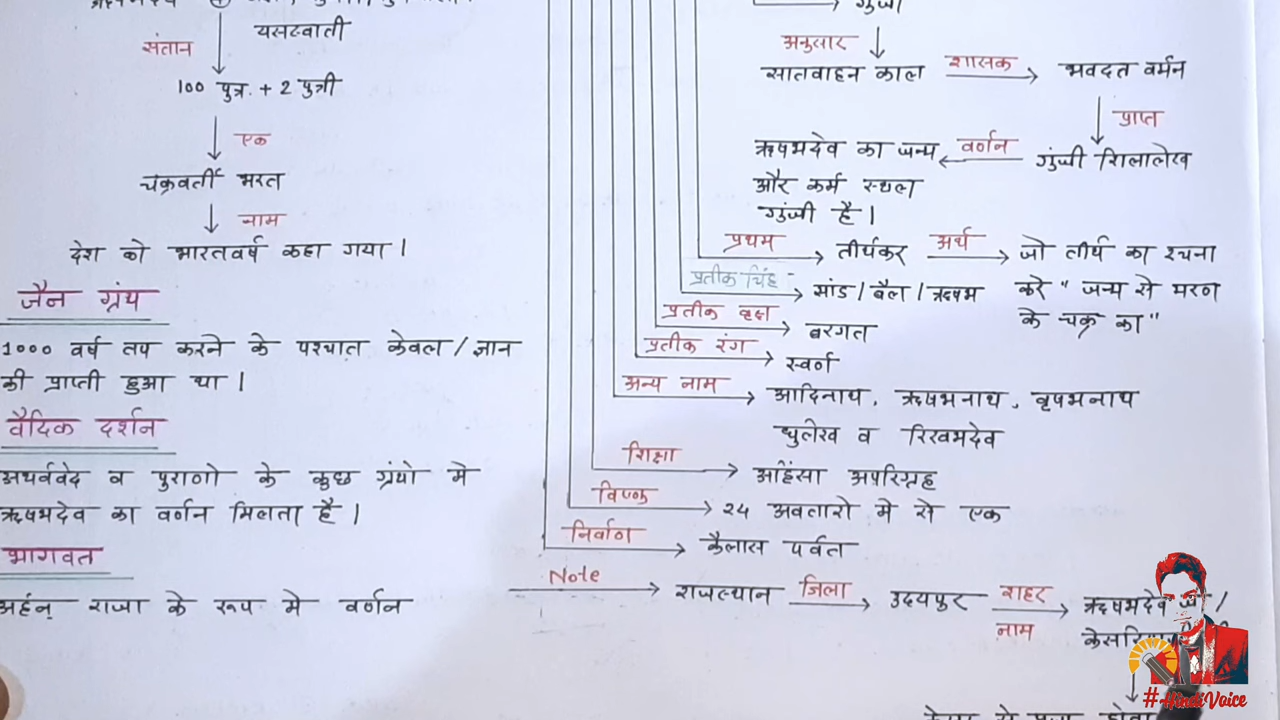 यसटवाती
संतान
100 पुत्र + 2 पुत्री
एक
चक्रवर्ती भरत
नाम
देश को भारतवर्ष कहा गया।
जैन ग्रंथ
1000 वर्ष तप करने के पश्चात् केवल / ज्ञान
की प्राप्ती हुआ था।
वैदिक दर्शन
अथर्ववेद व पुराणो के कुछ ग्रंथो मे
ऋषभदेव का वर्णन मिलता है।
भागवत
अर्हन् राजा के रूप मे वर्णन
गुंजी
अनुसार
सातवाहन काल शासक भवदत वर्मन
प्राप्त
ऋषभदेव का जन्म वर्णन गुंजी शिलालेख
और कर्म स्थल
गुंजी है।
प्रथम तीर्थकर अर्थ जो तीर्थ का रचना
करे " जन्म से मरण
के चक्र का "
प्रतीक चिंह सांड / बैल / ऋषभ
प्रतीक वृक्ष बरगत
प्रतीक रंग स्वर्ण
अन्य नाम आदिनाथ, ऋषभनाथ, वृषभनाथ
धुलेख व रिखभदेव
शिक्षा अहिंसा अपरिग्रह
विष्णु 24 अवतारो मे से एक
निर्वाण कैलास पर्वत
Note राजस्थान जिला उदयपुर शहर ऋषभदेव
नाम
#HindiVoice